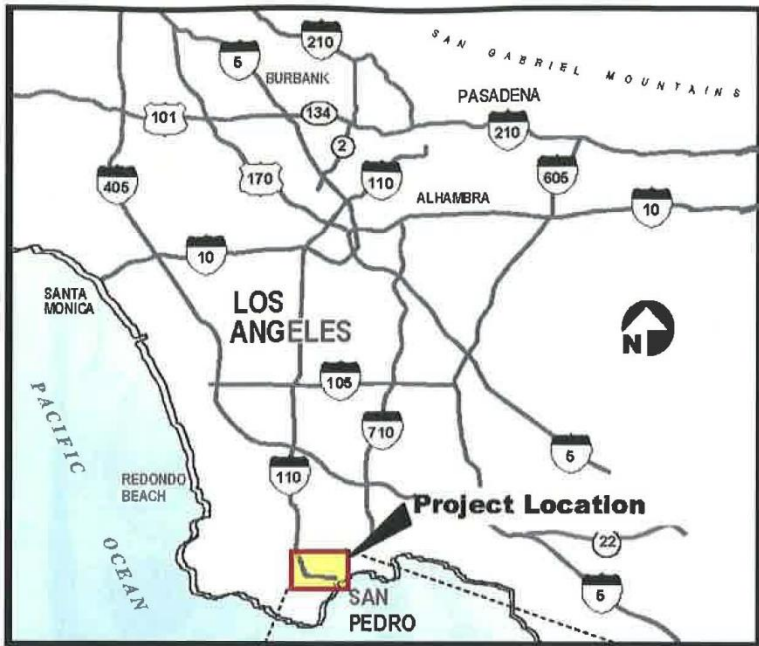 SAN GABRIEL MOUNTAINS
210
5
BURBANK
PASADENA
101
134
210
2
405
170
110
605
ALHAMBRA
10
10
SANTA
MONICA
LOS
ANGELES
N
105
PACIFIC
OCEAN
710
5
REDONDO
BEACH
110
Project Location
22
SAN
PEDRO
5